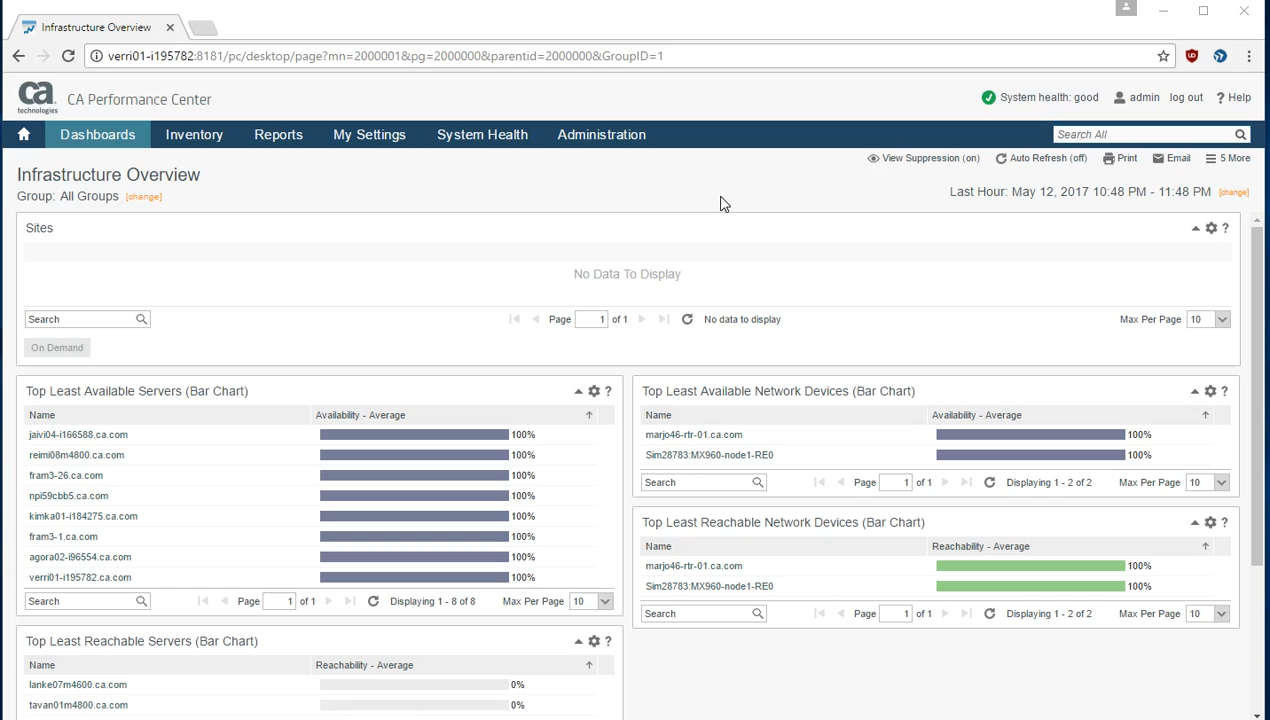 Infrastructure Overview
verri01-i195782:8181/pc/desktop/page?mn=2000001&pg=2000000&parentid=2000000&GroupID=1
ca technologies CA Performance Center
System health: good admin log out ? Help
Dashboards Inventory Reports My Settings System Health Administration Search All
View Suppression (on) Auto Refresh (off) Print Email 5 More
Infrastructure Overview
Group: All Groups [change]
Last Hour: May 12, 2017 10:48 PM - 11:48 PM [change]
Sites ?
No Data To Display
Search Page 1 of 1 No data to display Max Per Page 10
On Demand
Top Least Available Servers (Bar Chart) ?
Name Availability - Average
jaivi04-i166588.ca.com 100%
reimi08m4800.ca.com 100%
fram3-26.ca.com 100%
npi59cbb5.ca.com 100%
kimka01-i184275.ca.com 100%
fram3-1.ca.com 100%
agora02-i96554.ca.com 100%
verri01-i195782.ca.com 100%
Search Page 1 of 1 Displaying 1 - 8 of 8 Max Per Page 10
Top Least Reachable Servers (Bar Chart) ?
Name Reachability - Average
lanke07m4600.ca.com 0%
tavan01m4800.ca.com 0%
Top Least Available Network Devices (Bar Chart) ?
Name Availability - Average
marjo46-rtr-01.ca.com 100%
Sim28783:MX960-node1-RE0 100%
Search Page 1 of 1 Displaying 1 - 2 of 2 Max Per Page 10
Top Least Reachable Network Devices (Bar Chart) ?
Name Reachability - Average
marjo46-rtr-01.ca.com 100%
Sim28783:MX960-node1-RE0 100%
Search Page 1 of 1 Displaying 1 - 2 of 2 Max Per Page 10